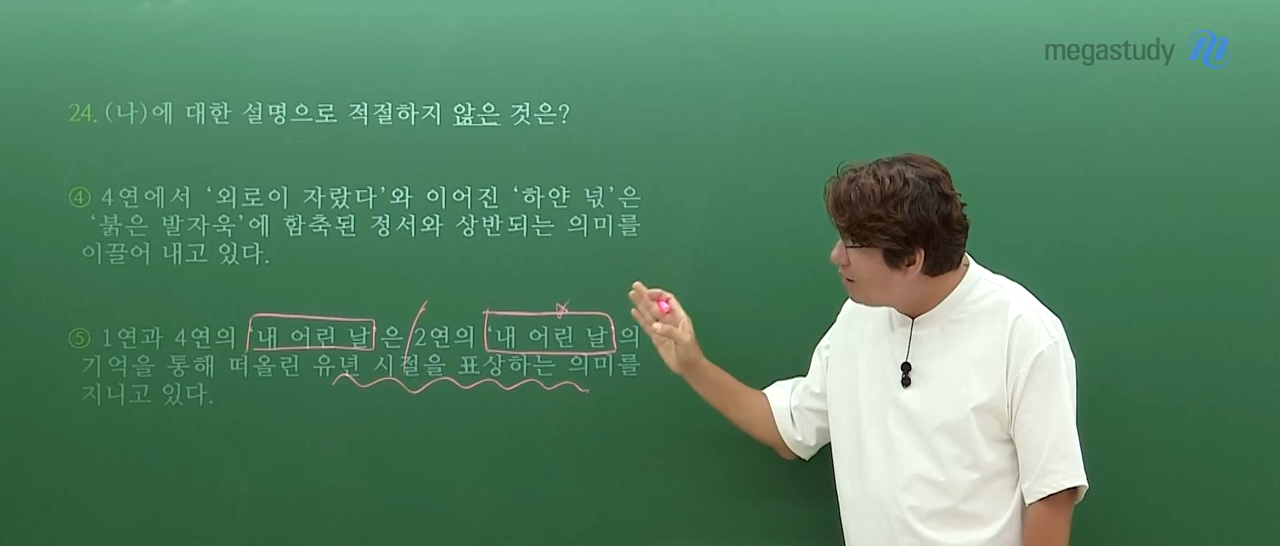 megastudy
24. (나)에 대한 설명으로 적절하지 않은 것은?
④ 4연에서 ‘외로이 자랐다’와 이어진 ‘하얀 넋’은
‘붉은 발자욱’에 함축된 정서와 상반되는 의미를
이끌어 내고 있다.
⑤ 1연과 4연의 ‘내 어린 날’은 2연의 ‘내 어린 날’의
기억을 통해 떠올린 유년 시절을 표상하는 의미를
지니고 있다.